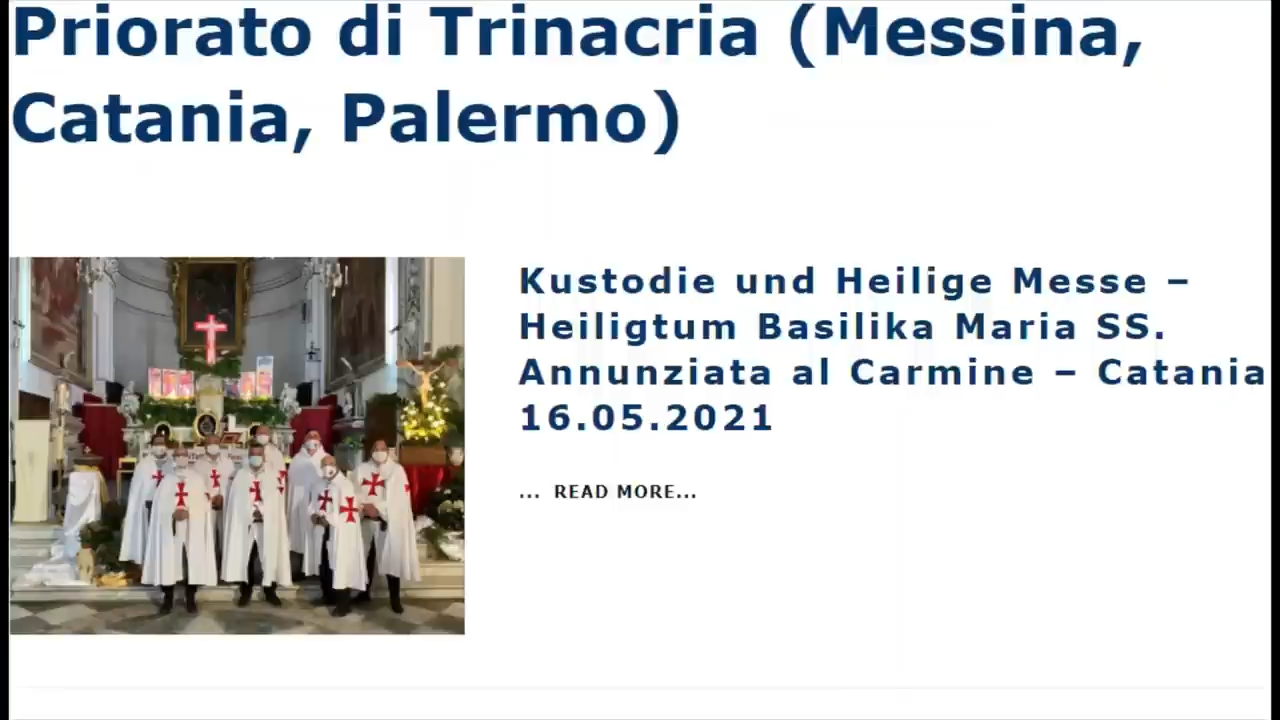 Priorato di Trinacria (Messina,
Catania, Palermo)
Kustodie und Heilige Messe –
Heiligtum Basilika Maria SS.
Annunziata al Carmine – Catania
16.05.2021
... READ MORE...